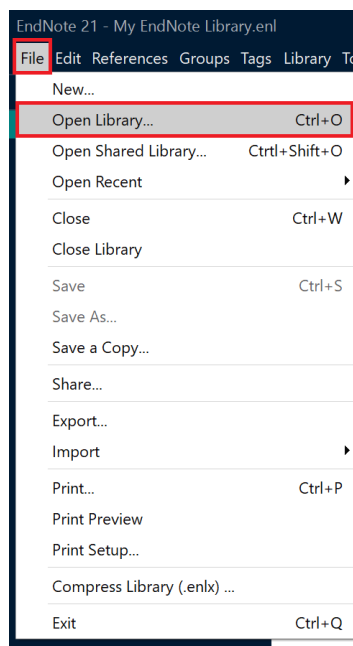 EndNote 21 - My EndNote Library.enl
File Edit References Groups Tags Library
New...
Open Library... Ctrl+O
Open Shared Library... Ctrtl+Shift+O
Open Recent
Close Ctrl+W
Close Library
Save Ctrl+S
Save As...
Save a Copy...
Share...
Export...
Import
Print... Ctrl+P
Print Preview
Print Setup...
Compress Library (.enlx) ...
Exit Ctrl+Q